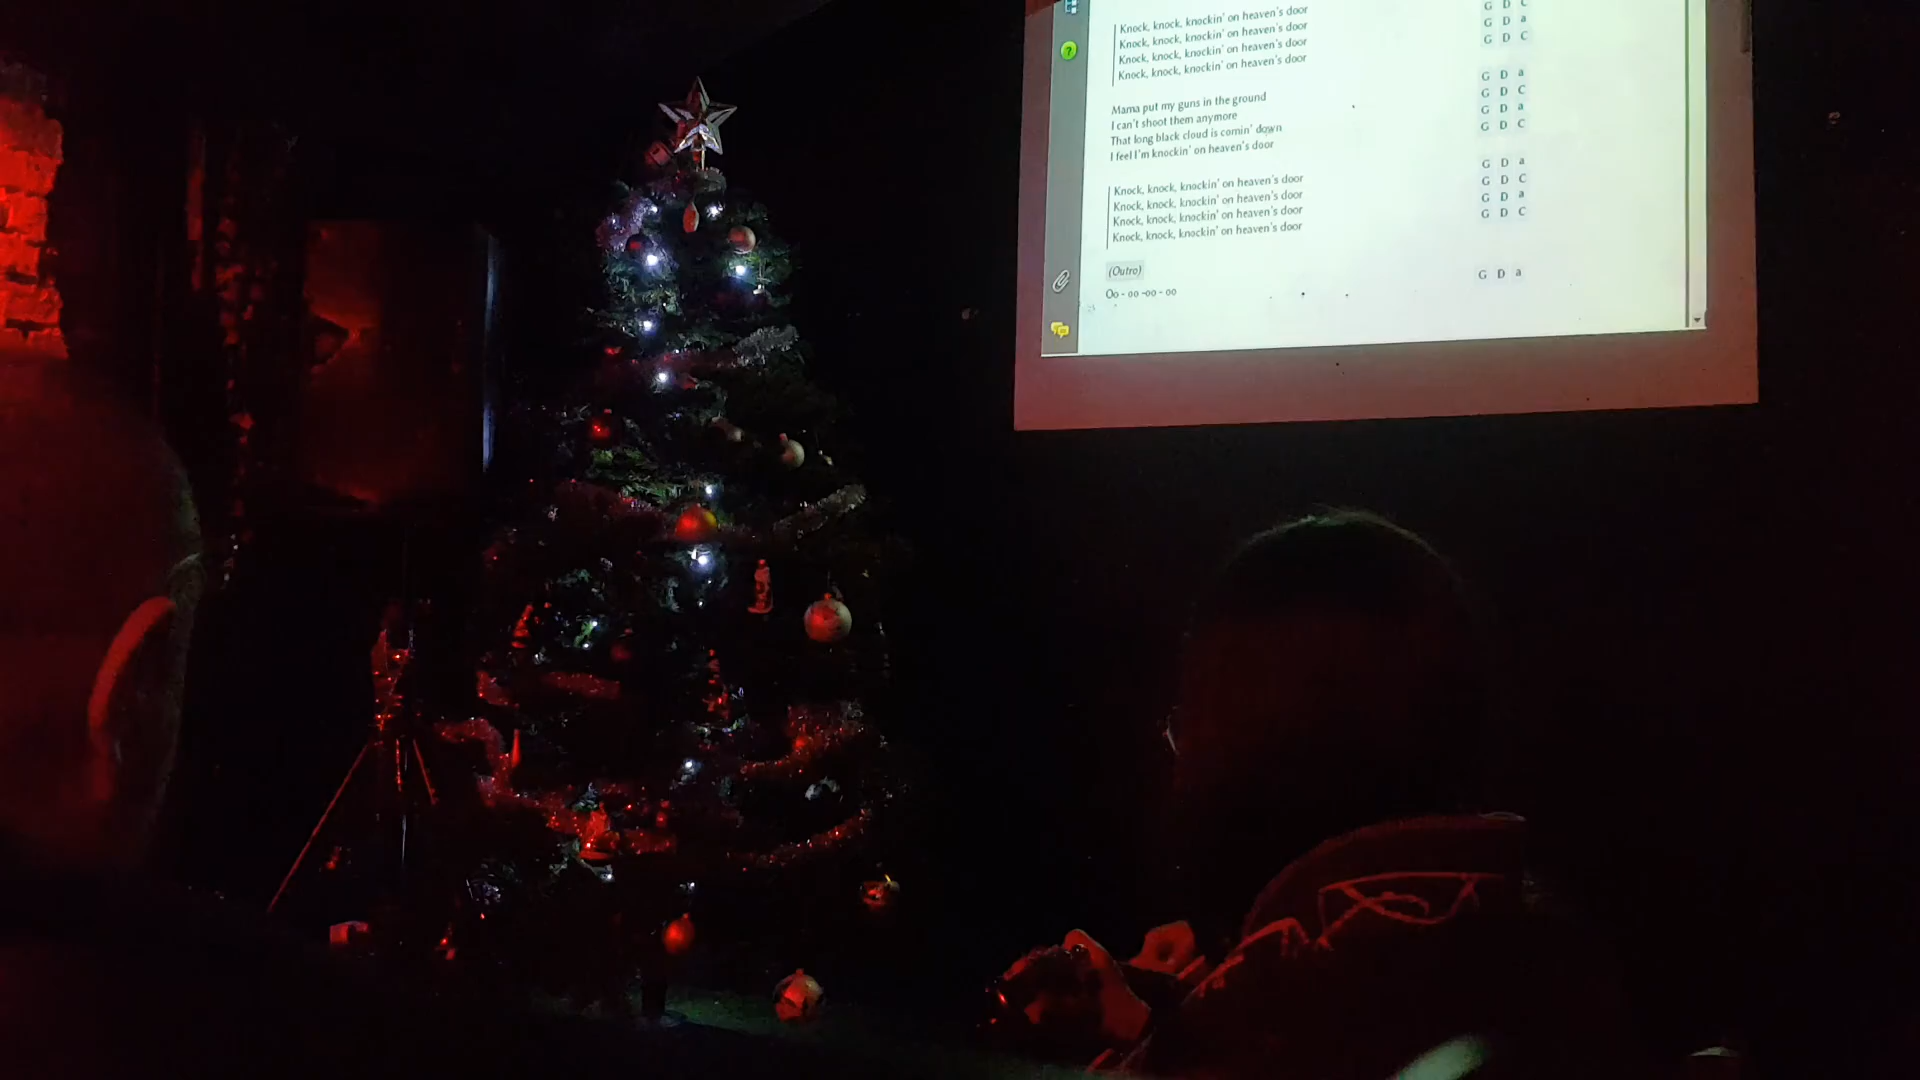 Knock, knock, knockin' on heaven's door G D C
Knock, knock, knockin' on heaven's door G D a
Knock, knock, knockin' on heaven's door G D C
Knock, knock, knockin' on heaven's door
Mama put my guns in the ground G D a
I can't shoot them anymore G D C
That long black cloud is comin' down G D a
I feel I'm knockin' on heaven's door G D C
Knock, knock, knockin' on heaven's door G D a
Knock, knock, knockin' on heaven's door G D C
Knock, knock, knockin' on heaven's door G D a
Knock, knock, knockin' on heaven's door G D C
(Outro)
Oo - oo -oo - oo G D a